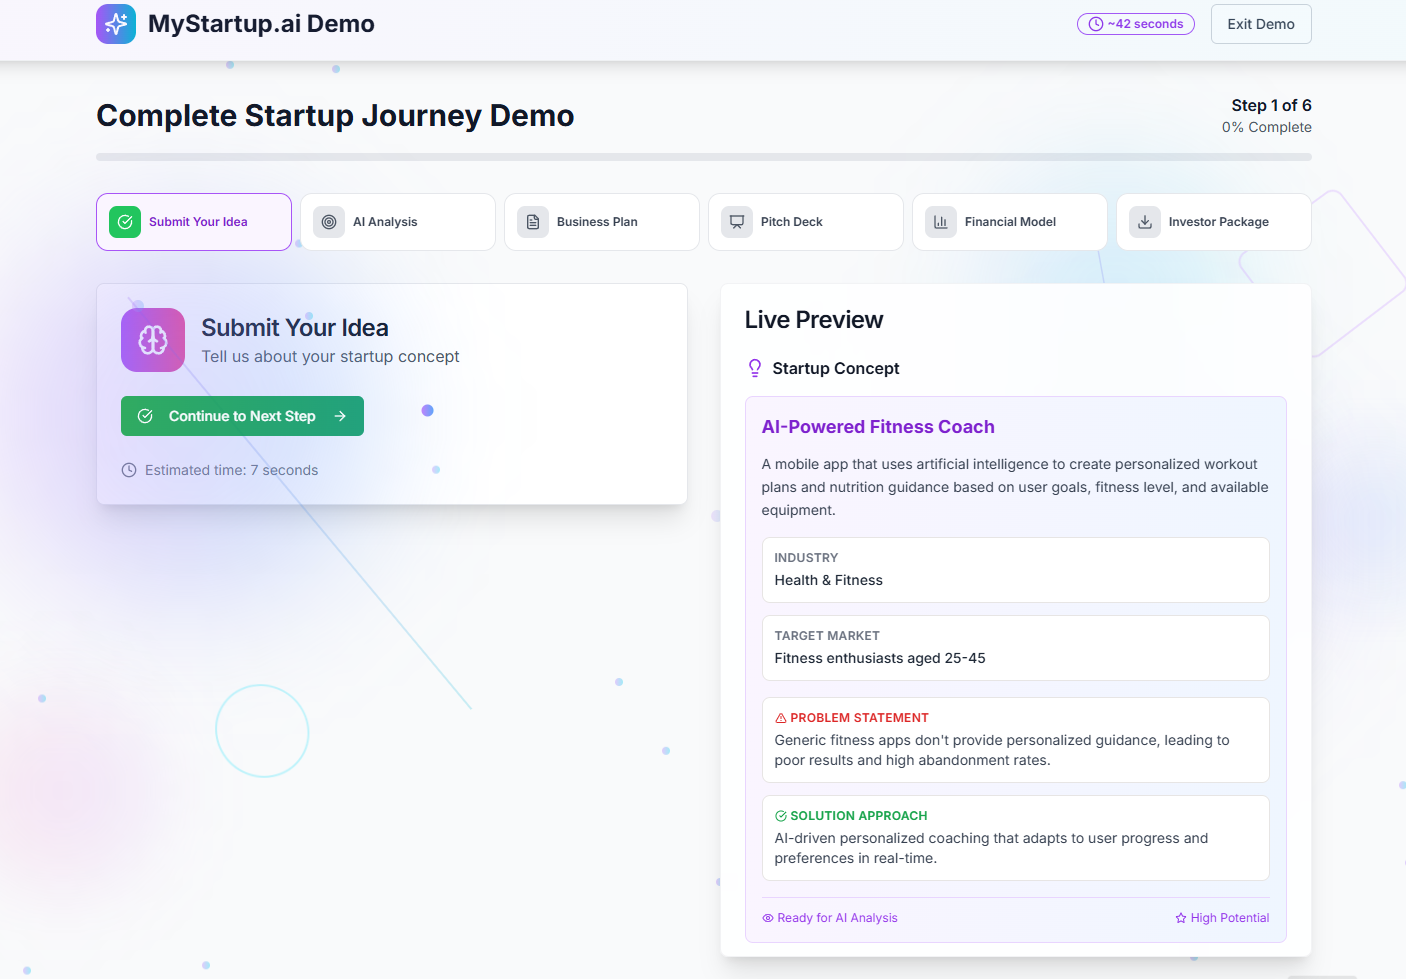 MyStartup.ai Demo
~42 seconds
Exit Demo
Complete Startup Journey Demo
Step 1 of 6
0% Complete
Submit Your Idea
AI Analysis
Business Plan
Pitch Deck
Financial Model
Investor Package
Submit Your Idea
Tell us about your startup concept
Continue to Next Step
Estimated time: 7 seconds
Live Preview
Startup Concept
AI-Powered Fitness Coach
A mobile app that uses artificial intelligence to create personalized workout
plans and nutrition guidance based on user goals, fitness level, and available
equipment.
INDUSTRY
Health & Fitness
TARGET MARKET
Fitness enthusiasts aged 25-45
PROBLEM STATEMENT
Generic fitness apps don't provide personalized guidance, leading to
poor results and high abandonment rates.
SOLUTION APPROACH
AI-driven personalized coaching that adapts to user progress and
preferences in real-time.
Ready for AI Analysis
High Potential